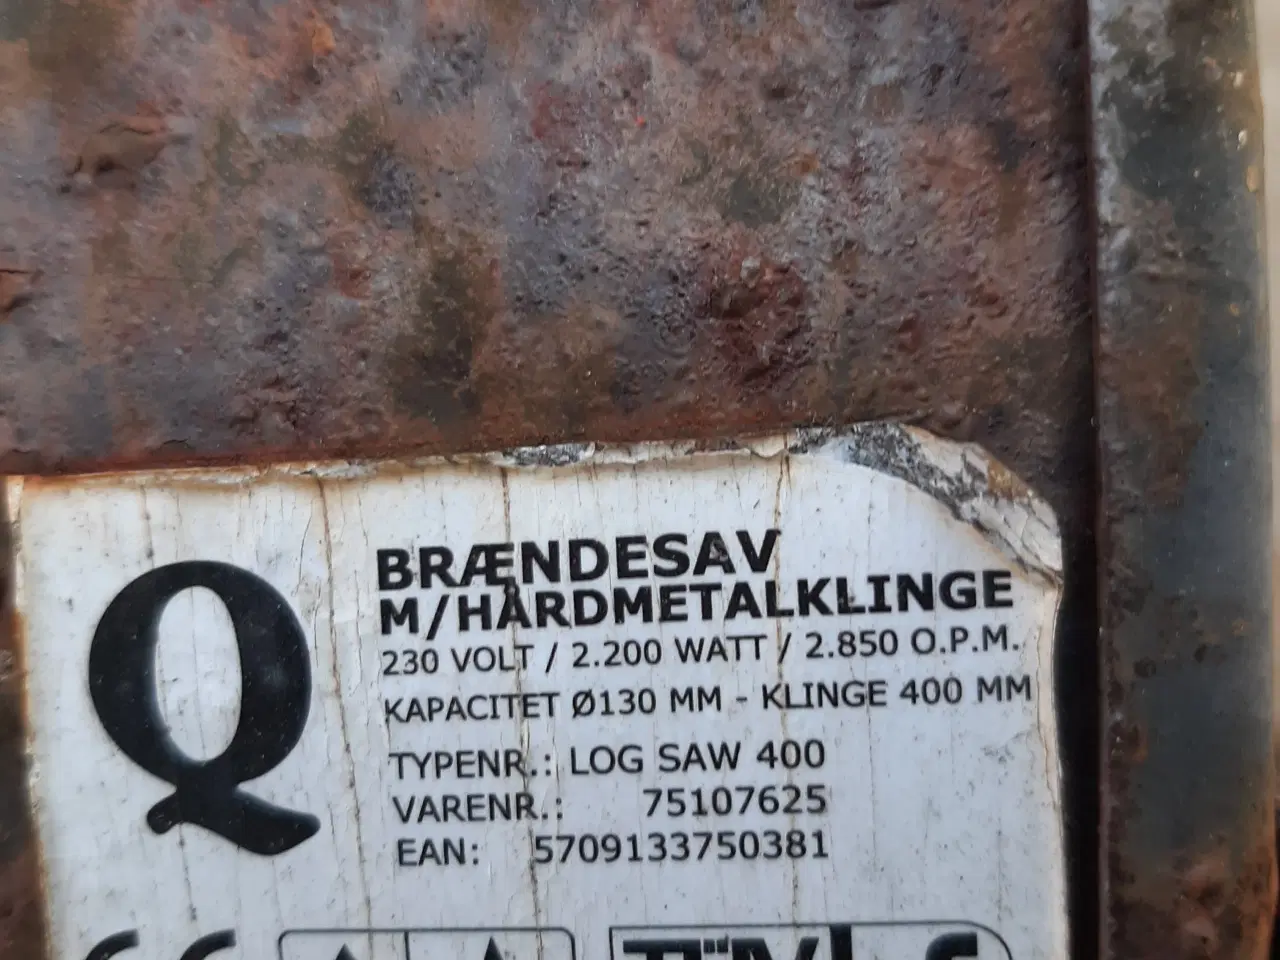 Q
BRÆNDESAV
M/HÅRDMETALKLINGE
230 VOLT / 2.200 WATT / 2.850 O.P.M.
KAPACITET Ø130 MM - KLINGE 400 MM
TYPENR.: LOG SAW 400
VARENR.: 75107625
EAN: 5709133750381